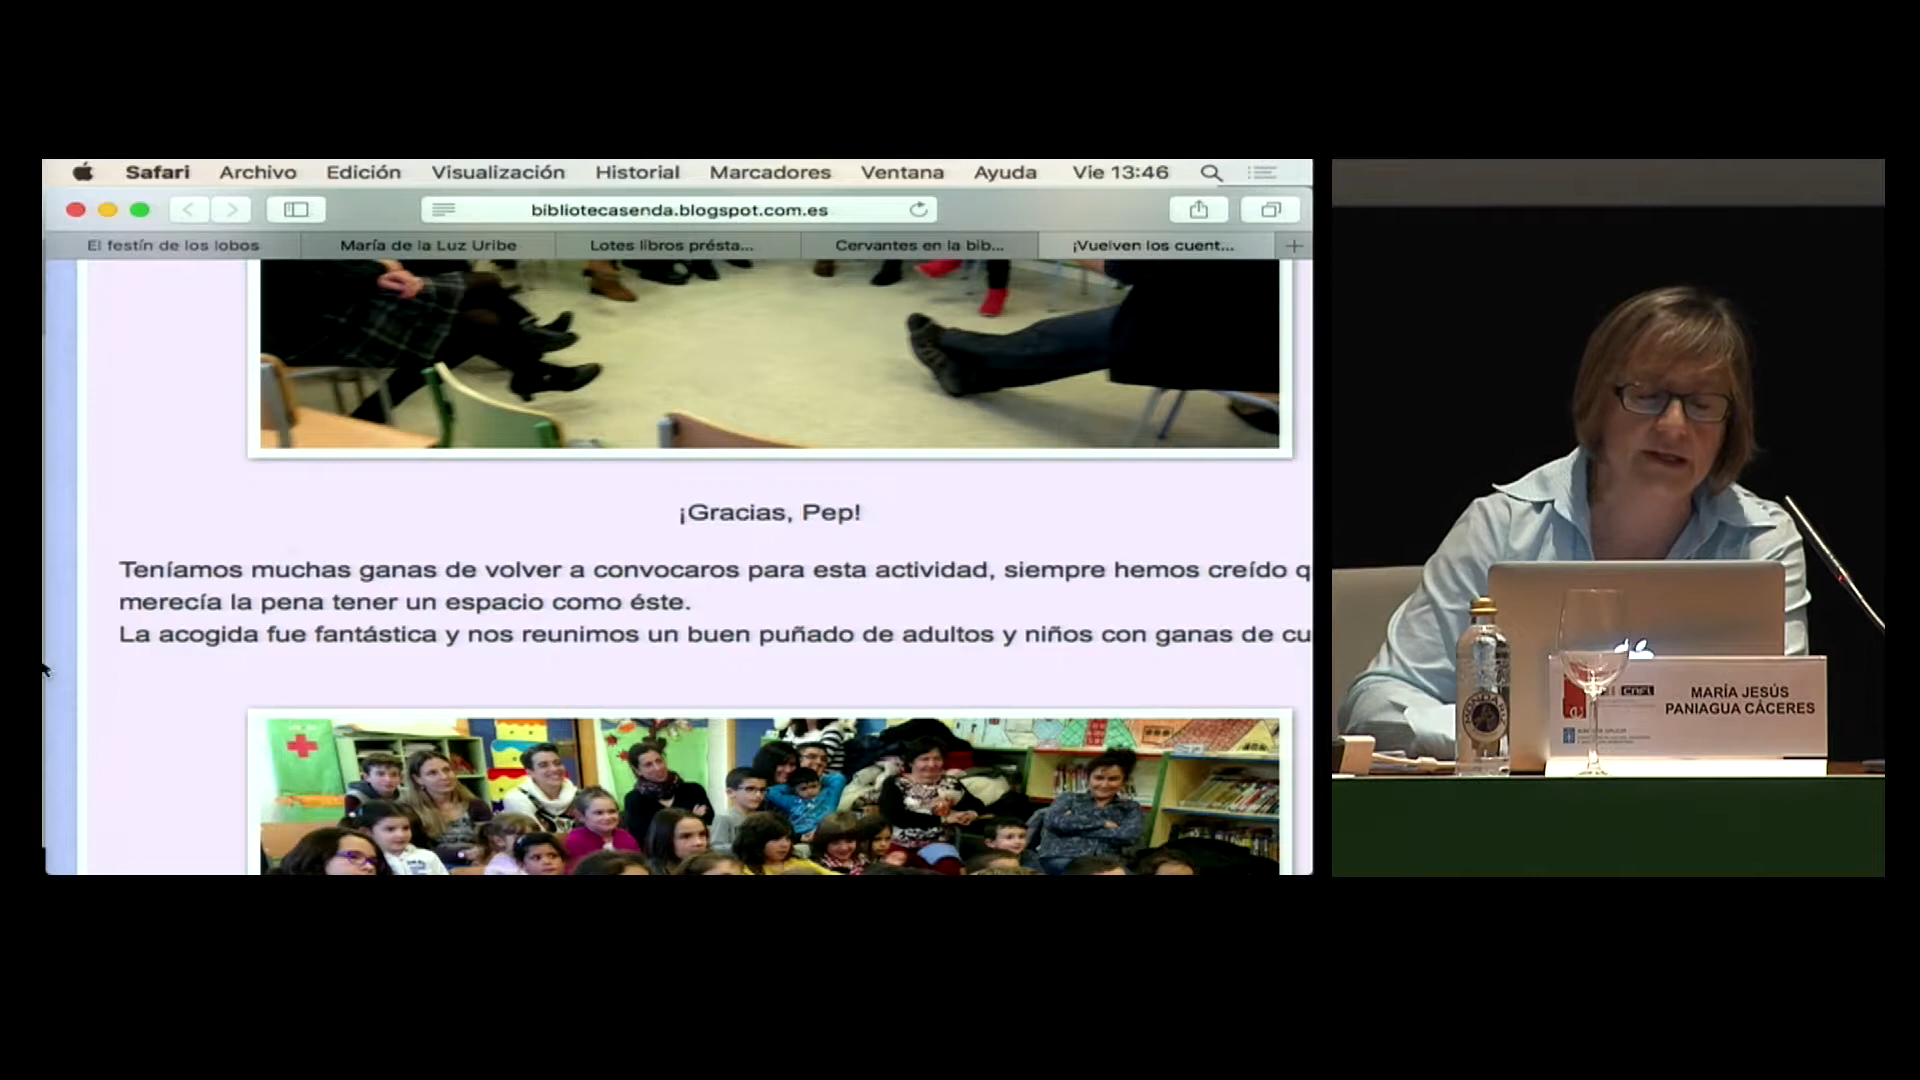 Safari Archivo Edición Visualización Historial Marcadores Ventana Ayuda Vie 13:46
bibliotecasenda.blogspot.com.es
El festín de los lobos
María de la Luz Uribe
Lotes libros présta...
Cervantes en la bib...
¡Vuelven los cuent...
¡Gracias, Pep!
Teníamos muchas ganas de volver a convocaros para esta actividad, siempre hemos creído q
merecía la pena tener un espacio como éste.
La acogida fue fantástica y nos reunimos un buen puñado de adultos y niños con ganas de cu
MARÍA JESÚS
PANIAGUA CÁCERES